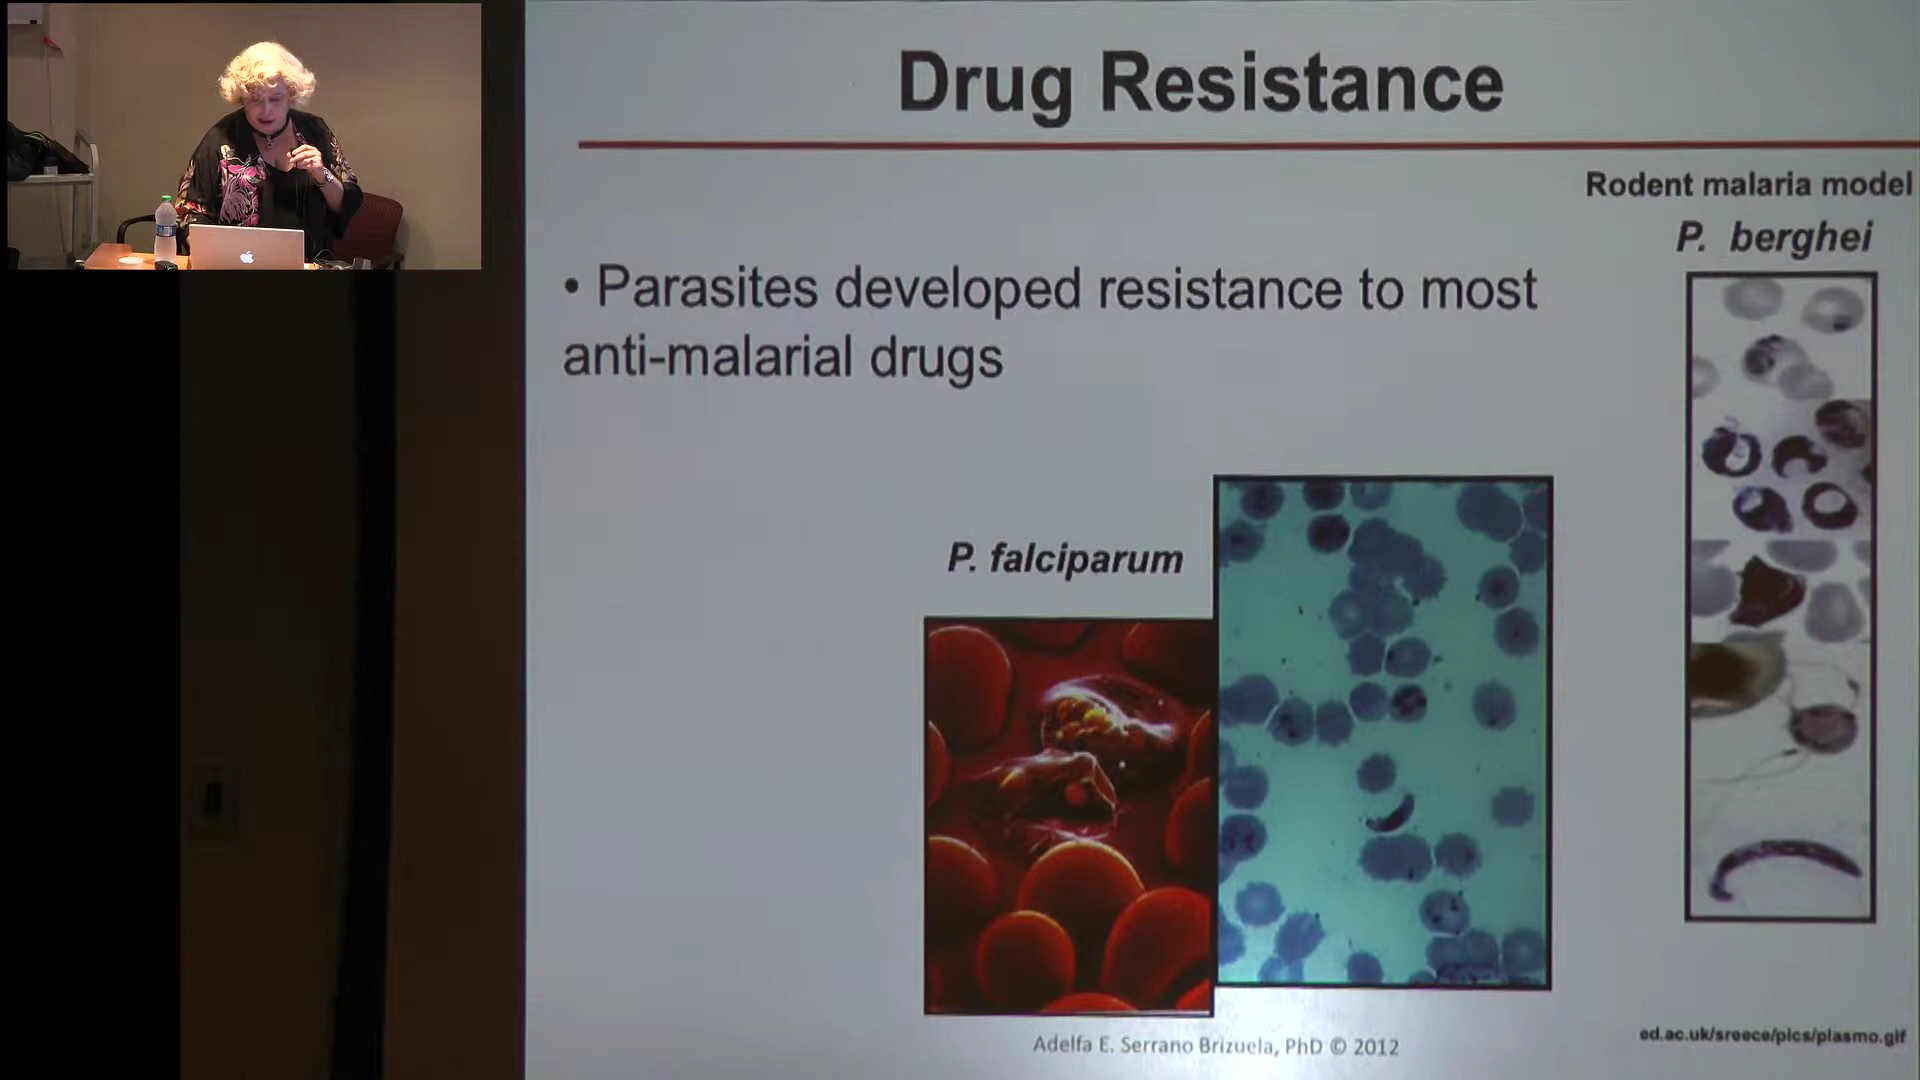 Drug Resistance
Rodent malaria model
P. berghei
• Parasites developed resistance to most
anti-malarial drugs
P. falciparum
Adelfa E. Serrano Brizuela, PhD © 2012
ed.ac.uk/sreece/pics/plasmo.gif